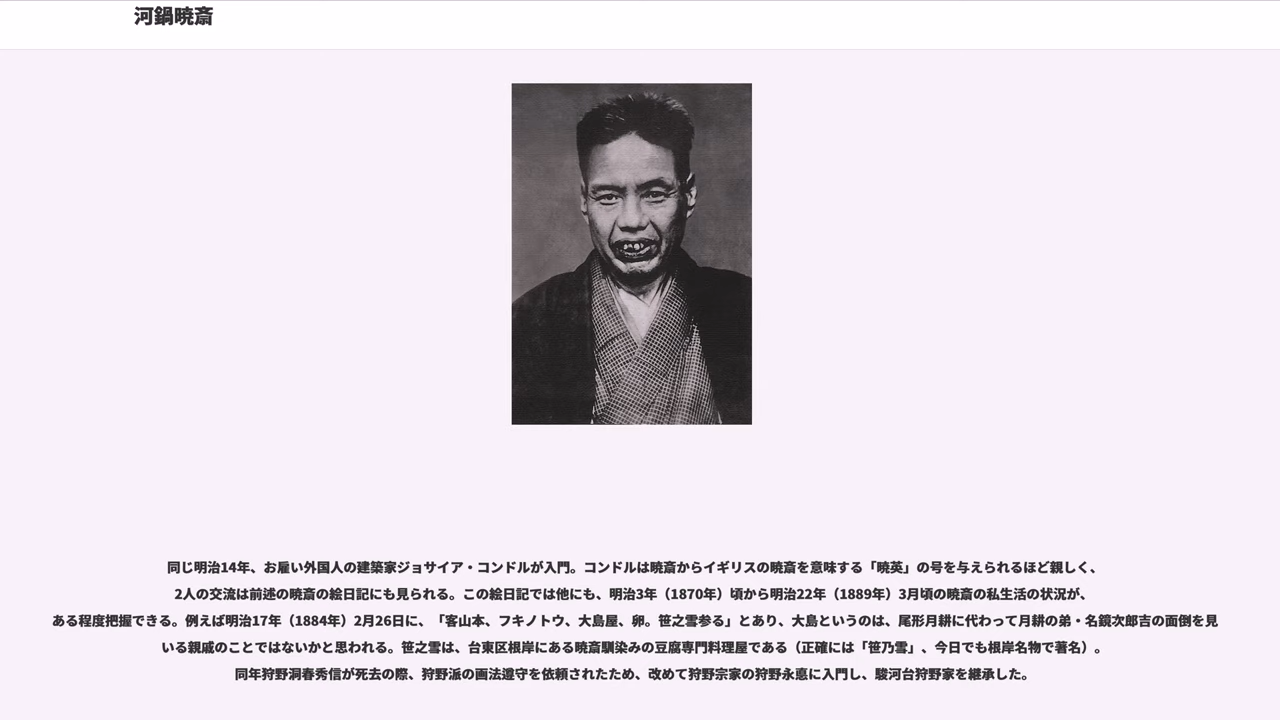 河鍋暁斎
同じ明治14年、お雇い外国人の建築家ジョサイア・コンドルが入門。コンドルは暁斎からイギリスの暁斎を意味する「暁英」の号を与えられるほど親しく、
2人の交流は前述の暁斎の絵日記にも見られる。この絵日記では他にも、明治3年（1870年）頃から明治22年（1889年）3月頃の暁斎の私生活の状況が、
ある程度把握できる。例えば明治17年（1884年）2月26日に、「客山本、フキノトウ、大島屋、卵。笹之雪参る」とあり、大島というのは、尾形月耕に代わって月耕の弟・名鏡次郎吉の面倒を見
いる親戚のことではないかと思われる。笹之雪は、台東区根岸にある暁斎馴染みの豆腐専門料理屋である（正確には「笹乃雪」、今日でも根岸名物で著名）。
同年狩野洞春秀信が死去の際、狩野派の画法遵守を依頼されたため、改めて狩野宗家の狩野永悳に入門し、駿河台狩野家を継承した。